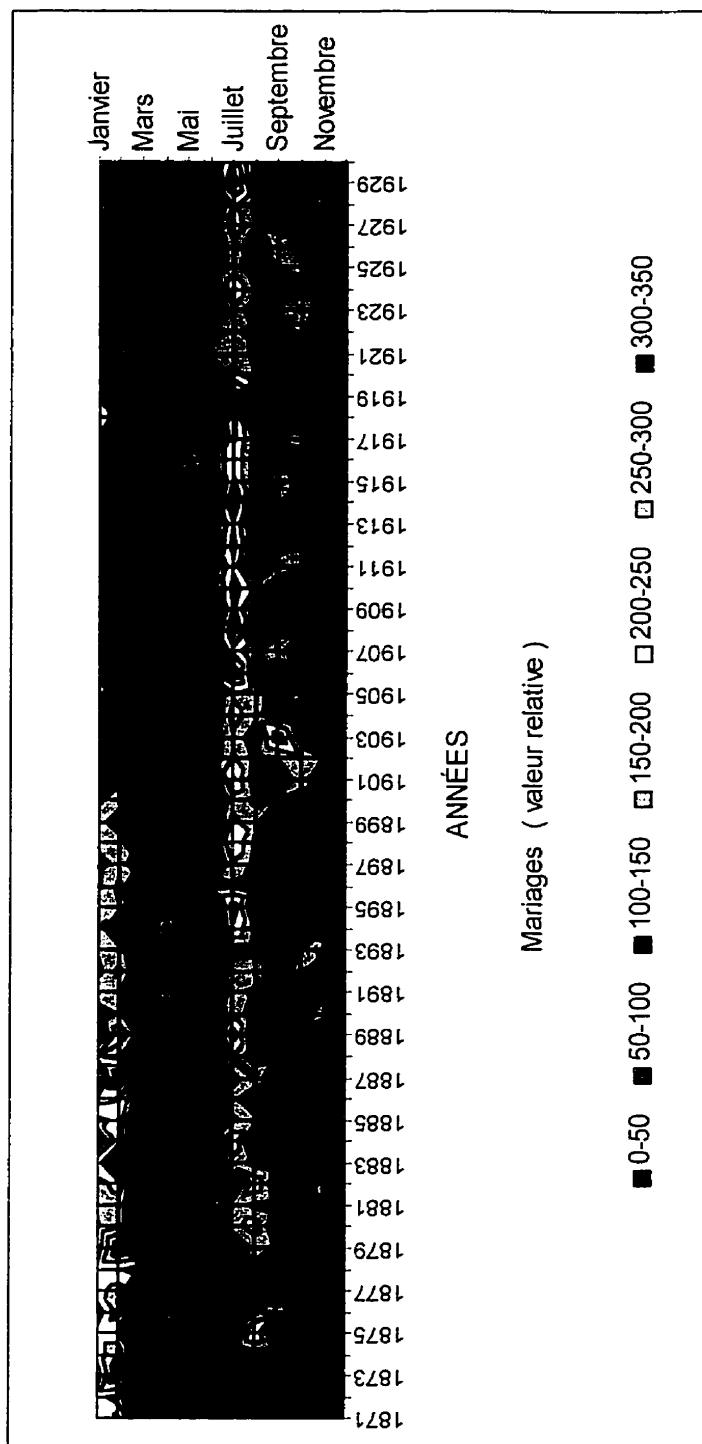 Janvier
Mars
Mai
Juillet
Septembre
Novembre
1871 1873 1875 1877 1879 1881 1883 1885 1887 1889 1891 1893 1895 1897 1899 1901 1903 1905 1907 1909 1911 1913 1915 1917 1919 1921 1923 1925 1927 1929
ANNÉES
Mariages ( valeur relative )
0-50 50-100 100-150 150-200 200-250 250-300 300-350